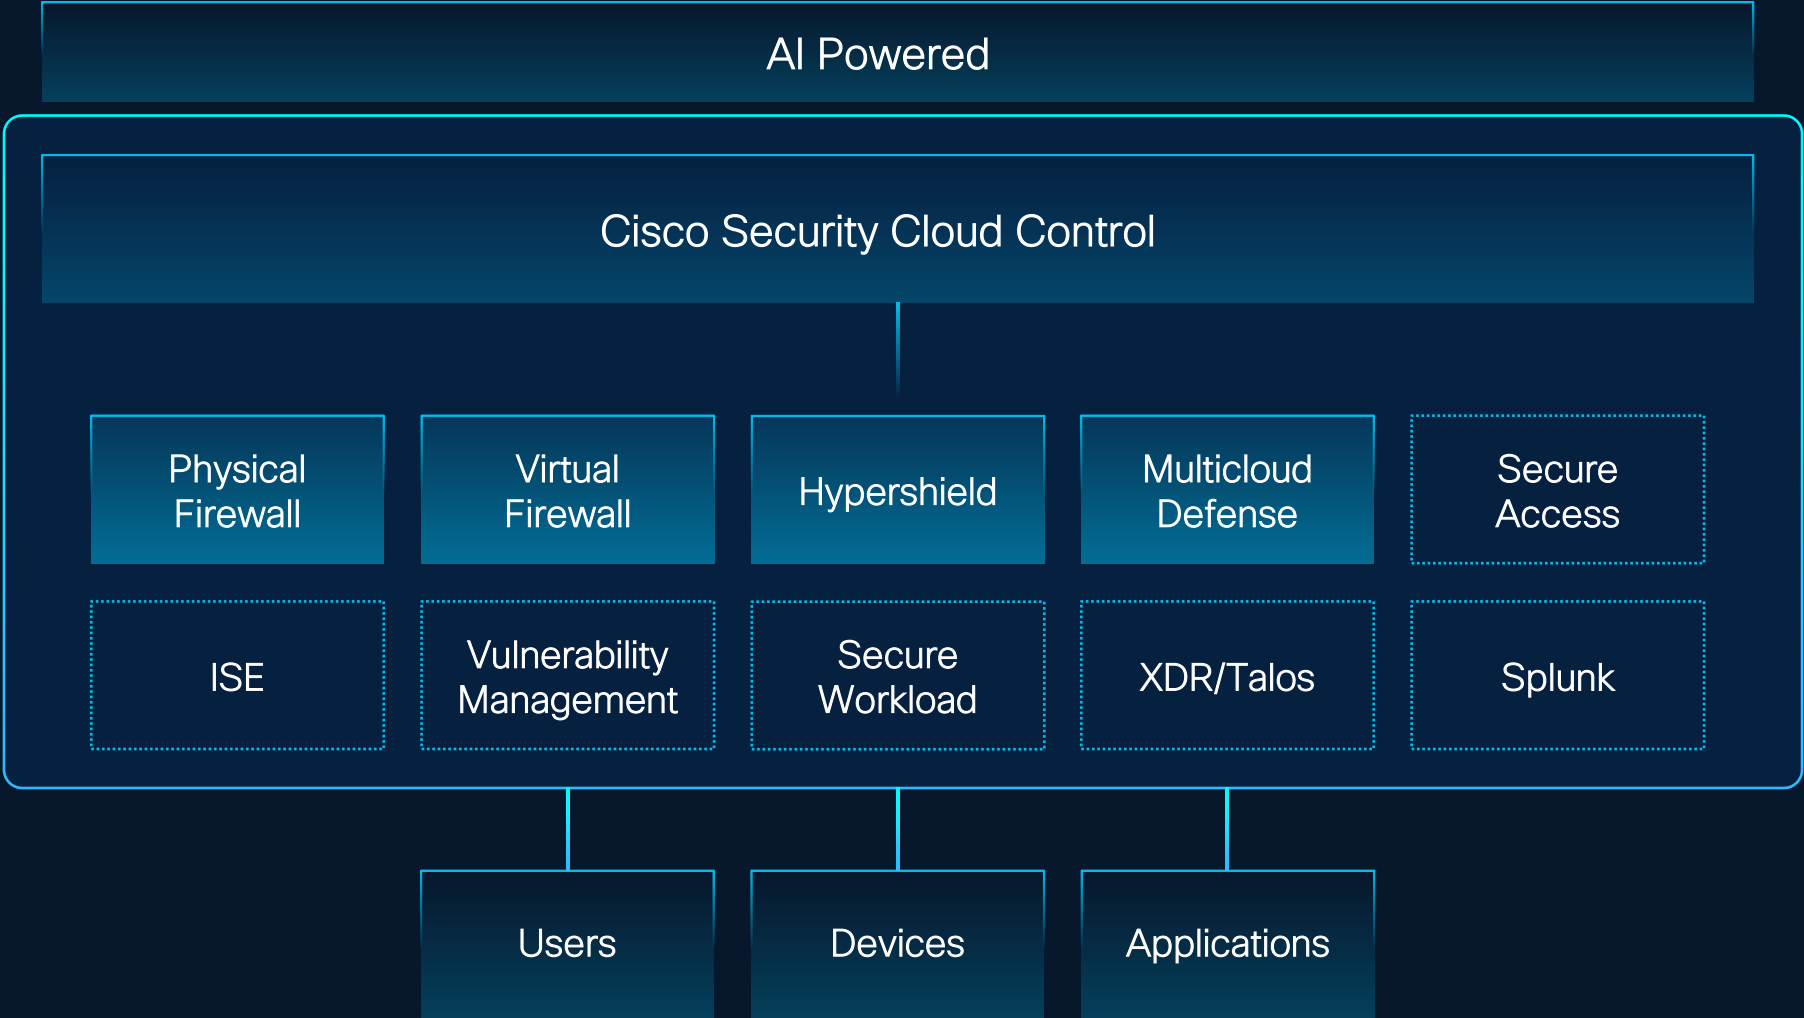 AI Powered
Cisco Security Cloud Control
Physical
Firewall
Virtual
Firewall
Hypershield
Multicloud
Defense
Secure
Access
ISE
Vulnerability
Management
Secure
Workload
XDR/Talos
Splunk
Users
Devices
Applications